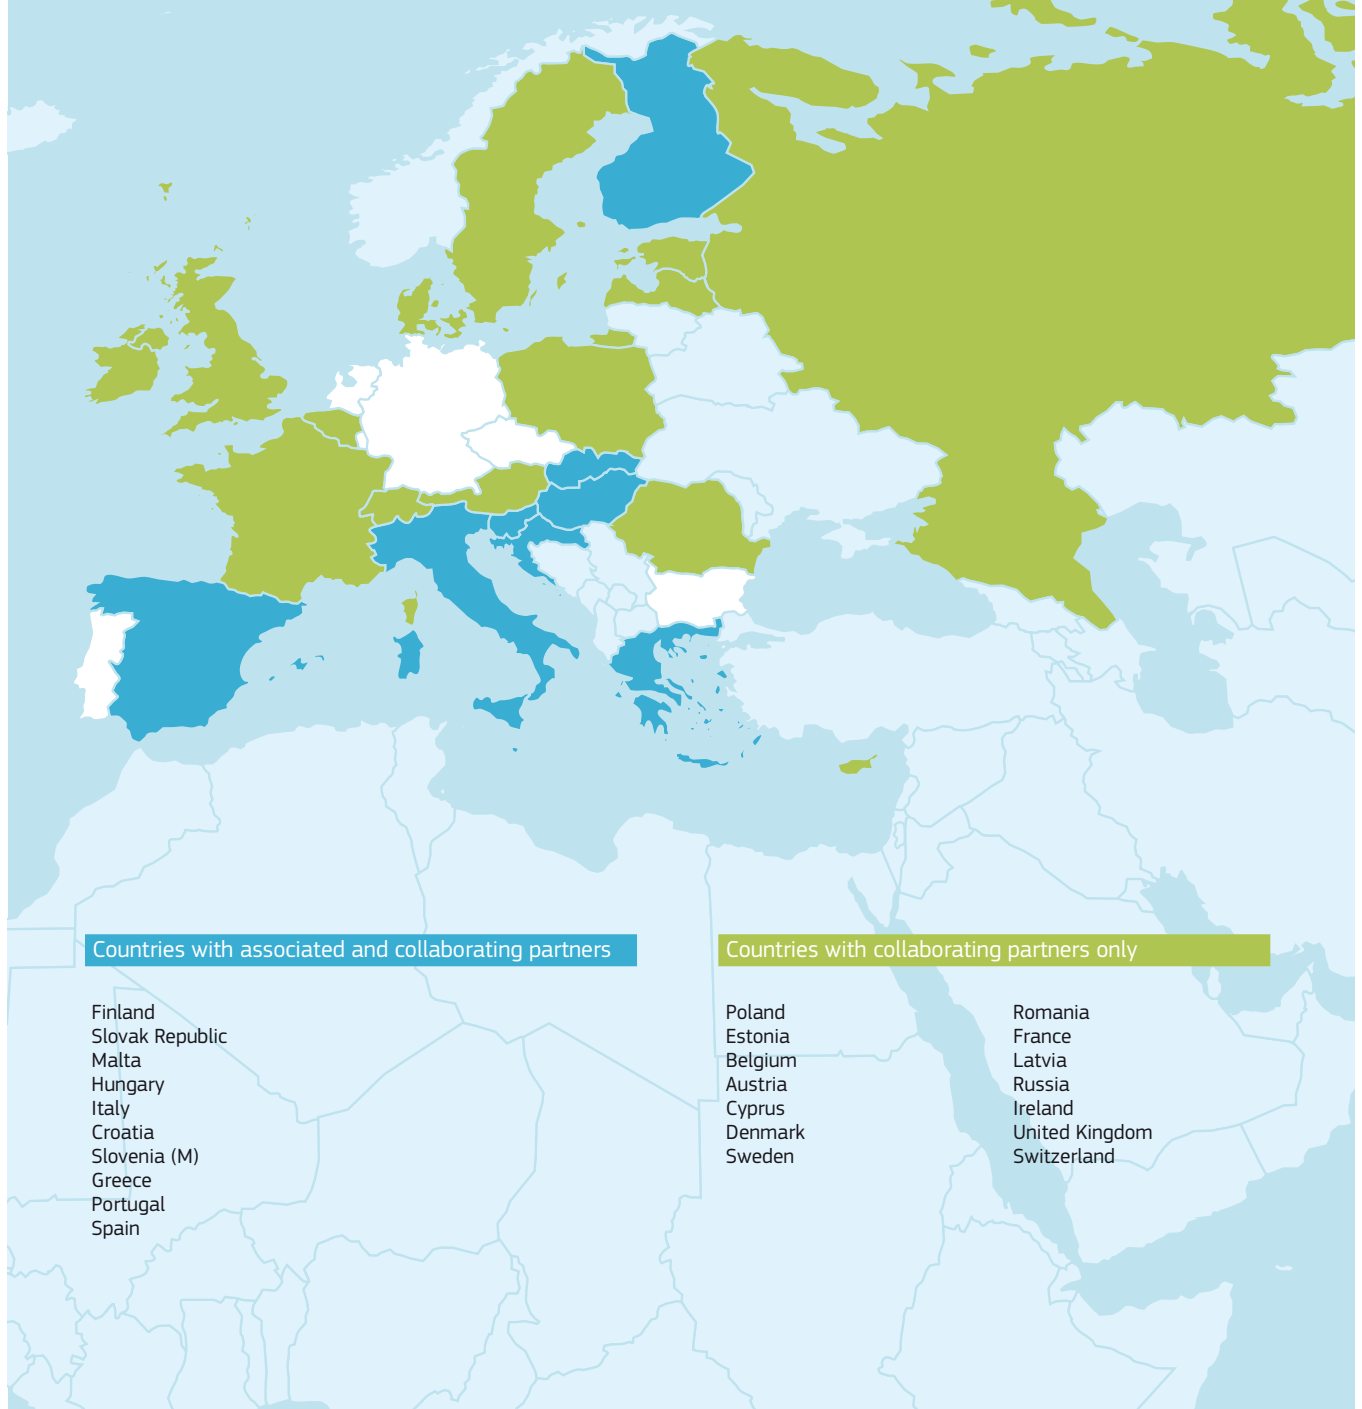 Countries with associated and collaborating partners
Finland
Slovak Republic
Malta
Hungary
Italy
Croatia
Slovenia (M)
Greece
Portugal
Spain
Countries with collaborating partners only
Poland
Estonia
Belgium
Austria
Cyprus
Denmark
Sweden
Romania
France
Latvia
Russia
Ireland
United Kingdom
Switzerland